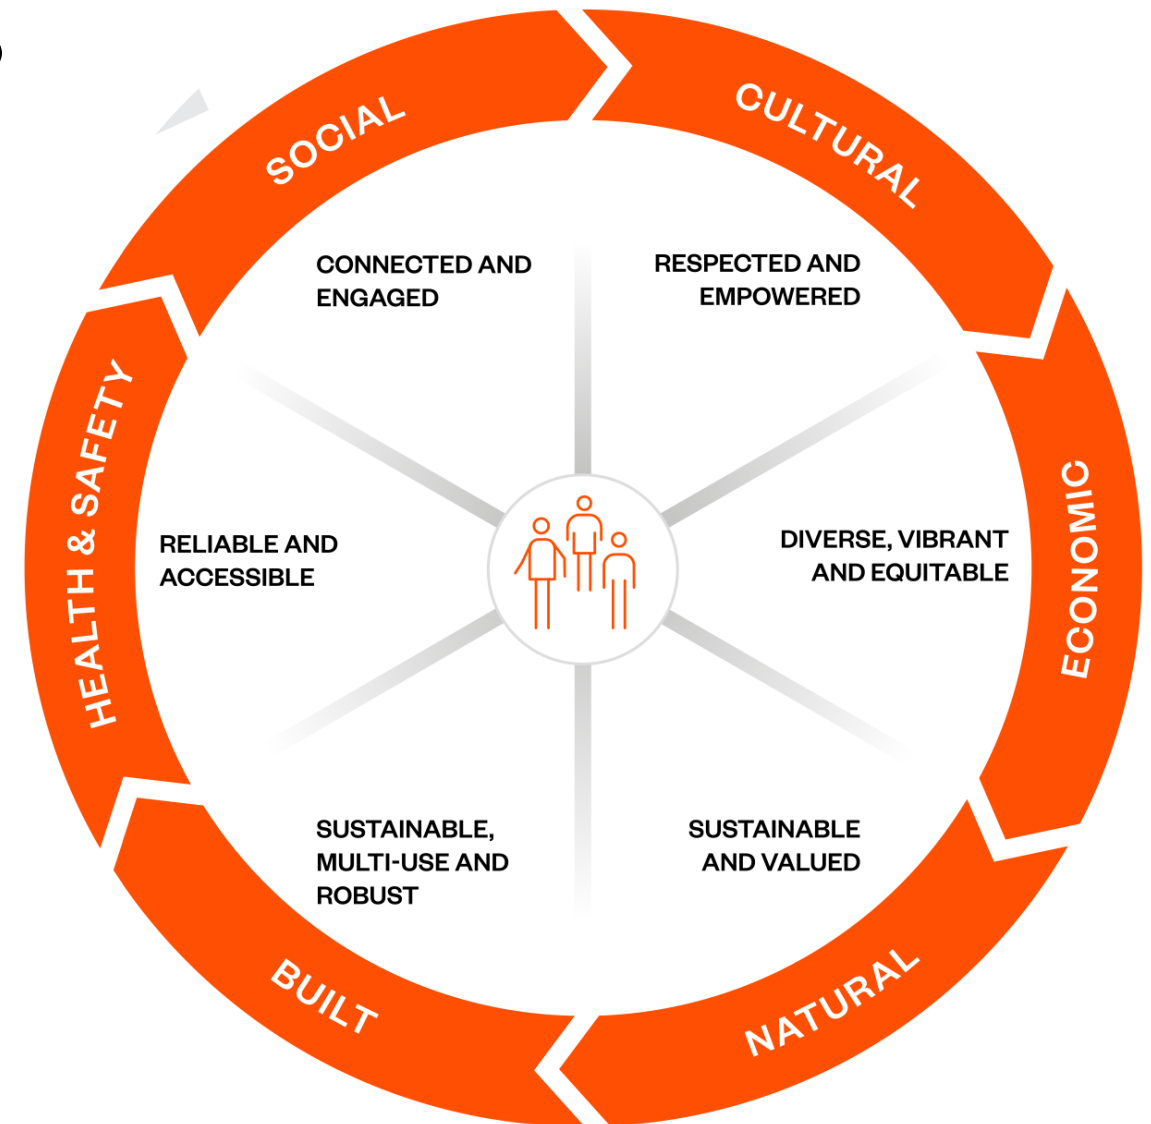 SOCIAL
CULTURAL
CONNECTED AND
ENGAGED
RESPECTED AND
EMPOWERED
HEALTH & SAFETY
RELIABLE AND
ACCESSIBLE
DIVERSE, VIBRANT
AND EQUITABLE
ECONOMIC
SUSTAINABLE,
MULTI-USE AND
ROBUST
SUSTAINABLE
AND VALUED
BUILT
NATURAL